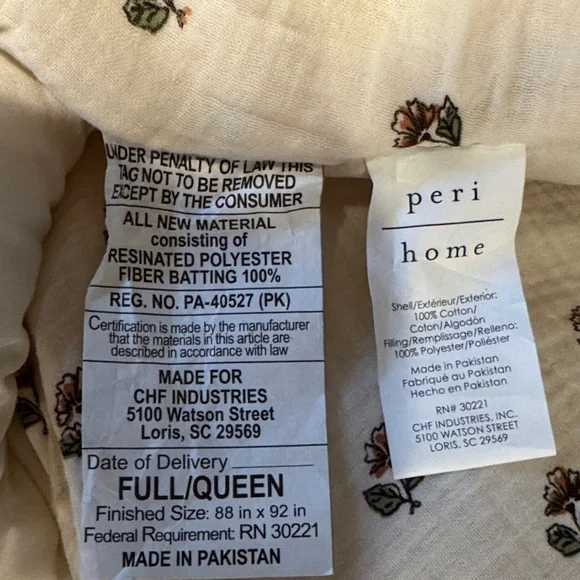 UNDER PENALTY OF LAW THIS
TAG NOT TO BE REMOVED
EXCEPT BY THE CONSUMER
ALL NEW MATERIAL
consisting of
RESINATED POLYESTER
FIBER BATTING 100%
REG. NO. PA-40527 (PK)
Certification is made by the manufacturer
that the materials in this article are
described in accordance with law
MADE FOR
CHF INDUSTRIES
5100 Watson Street
Loris, SC 29569
Date of Delivery
FULL/QUEEN
Finished Size: 88 in x 92 in
Federal Requirement: RN 30221
MADE IN PAKISTAN
peri
home
Shell/Extérieur/Exterior:
100% Cotton/
Coton/Algodón
Filling/Remplissage/Relleno:
100% Polyester/Poliéster
Made in Pakistan
Fabriqué au Pakistan
Hecho en Pakistán
RN# 30221
CHF INDUSTRIES, INC.
5100 WATSON STREET
LORIS, SC 29569